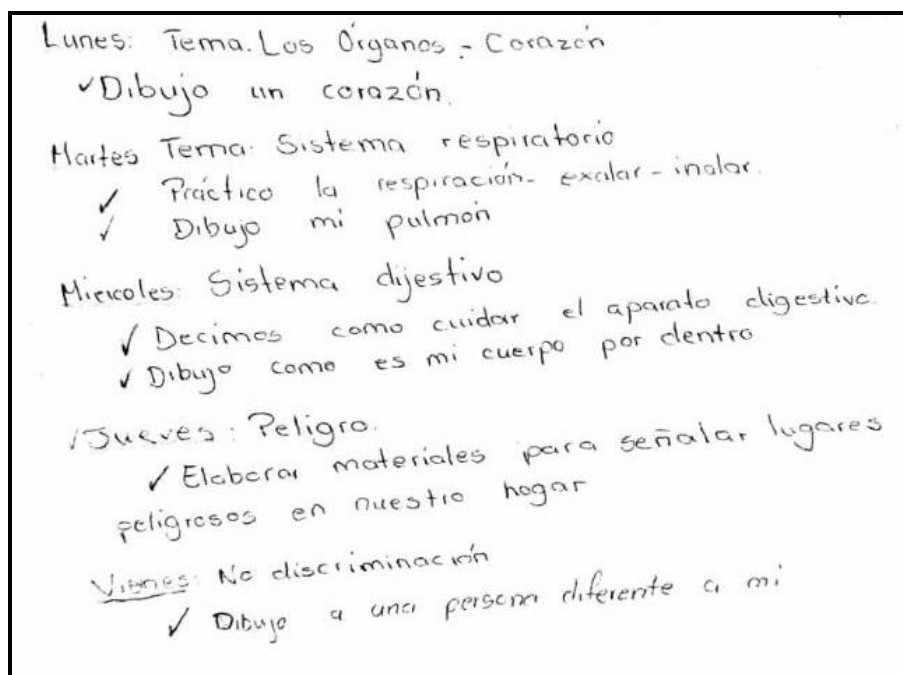 Lunes: Tema. Los Órganos - Corazón
✓Dibujo un corazón.
Martes Tema: Sistema respiratorio
✓ Práctico la respiración- exalar - inalar.
✓ Dibujo mi pulmón
Miercoles: Sistema dijestivo
✓ Decimos como cuidar el aparato digestivo.
✓ Dibujo como es mi cuerpo por dentro
✓Jueves: Peligro.
✓ Elaborar materiales para señalar lugares
peligrosos en nuestro hogar
Viernes: No discriminación
✓ Dibujo a una persona diferente a mi